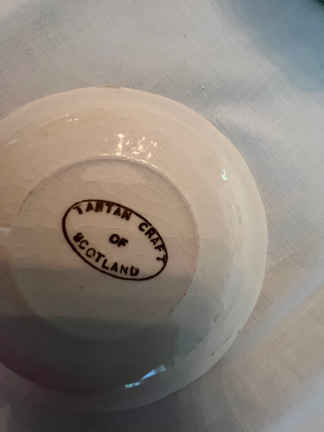 TARTAN CRAFT
OF
SCOTLAND